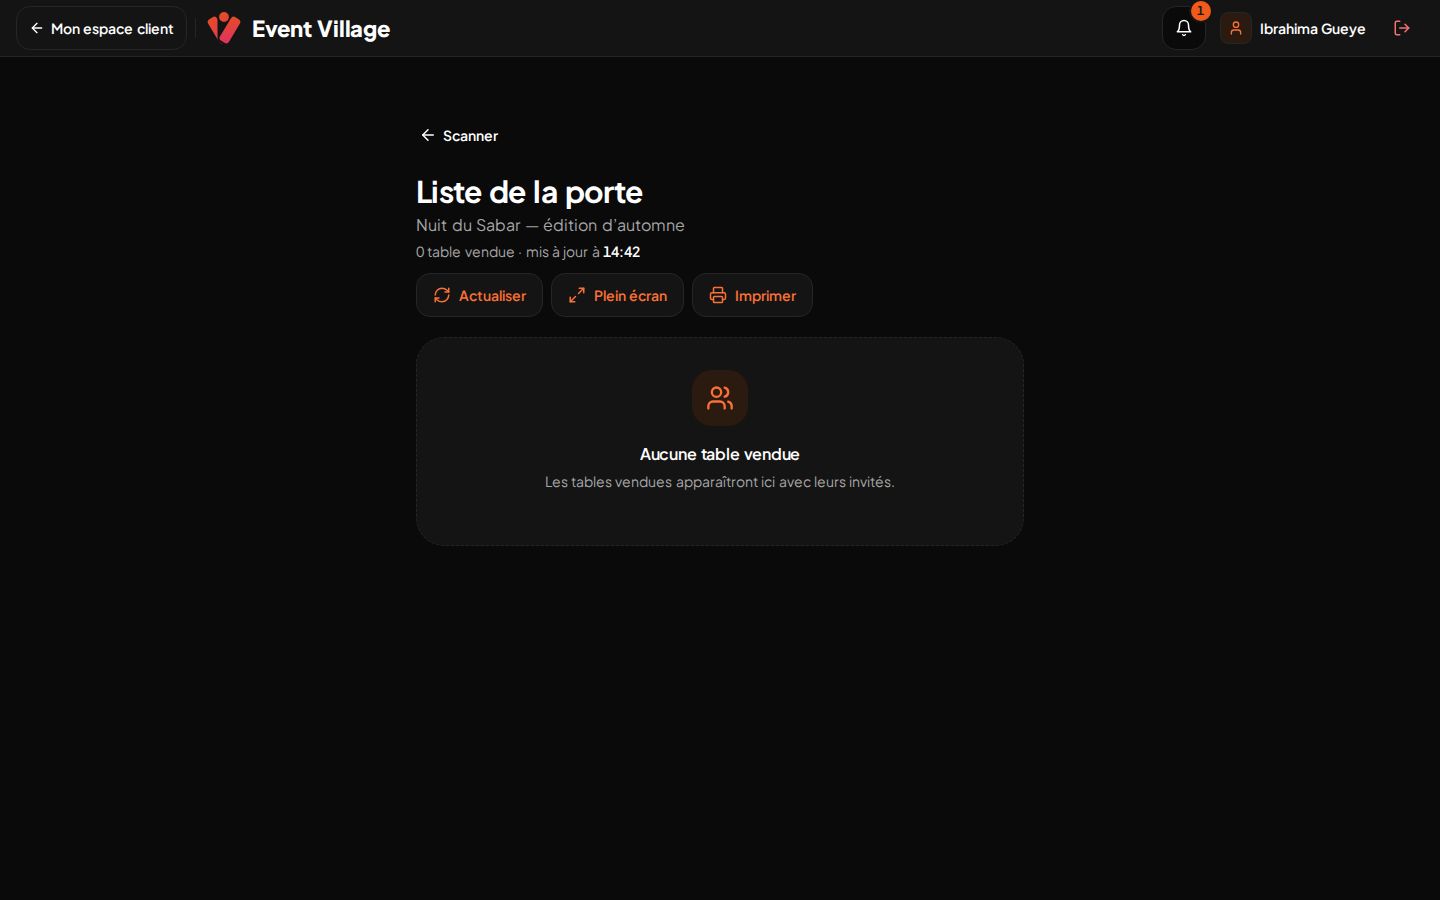 Mon espace client
Event Village
1
Ibrahima Gueye
Scanner
Liste de la porte
Nuit du Sabar — édition d’automne
0 table vendue · mis à jour à 14:42
Actualiser
Plein écran
Imprimer
Aucune table vendue
Les tables vendues apparaîtront ici avec leurs invités.